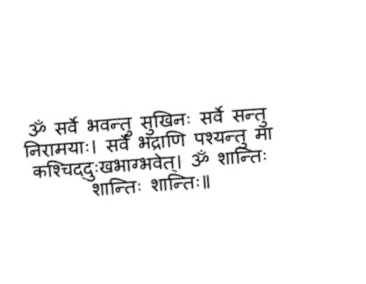 ॐ सर्वे भवन्तु सुखिनः सर्वे सन्तु
निरामयाः। सर्वे भद्राणि पश्यन्तु मा
कश्चिददुःखभाग्भवेत्। ॐ शान्तिः
शान्तिः शान्तिः॥